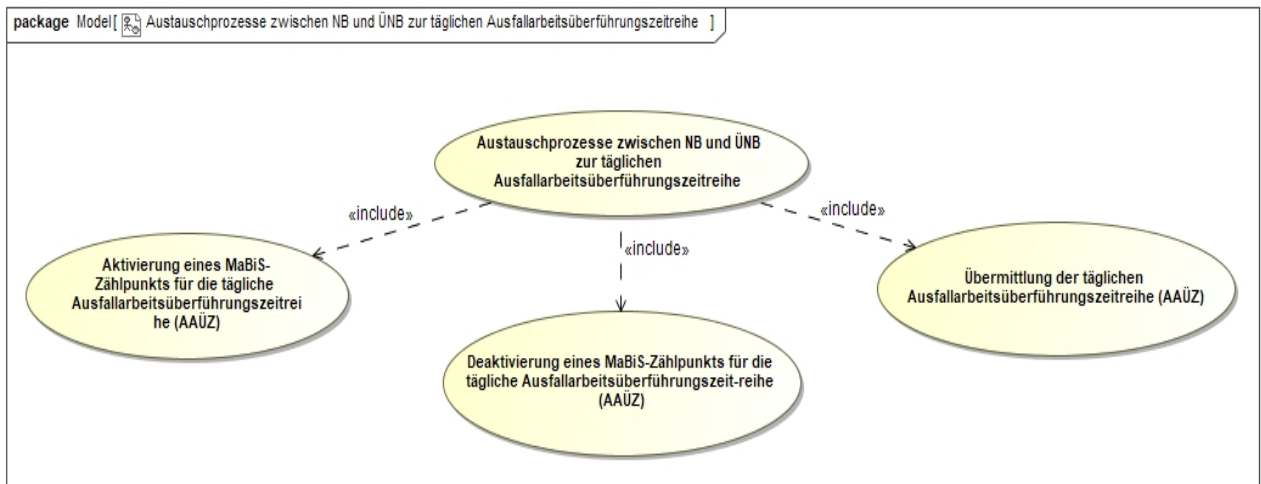 package Model[ Austauschprozesse zwischen NB und ÜNB zur täglichen Ausfallarbeitsüberführungszeitreihe ]
Austauschprozesse zwischen NB und ÜNB
zur täglichen
Ausfallarbeitsüberführungszeitreihe
«include»
«include»
«include»
Aktivierung eines MaBiS-
Zählpunkts für die tägliche
Ausfallarbeitsüberführungszeitrei
he (AAÜZ)
Übermittlung der täglichen
Ausfallarbeitsüberführungszeitreihe (AAÜZ)
Deaktivierung eines MaBiS-Zählpunkts für die
tägliche Ausfallarbeitsüberführungszeit-reihe
(AAÜZ)